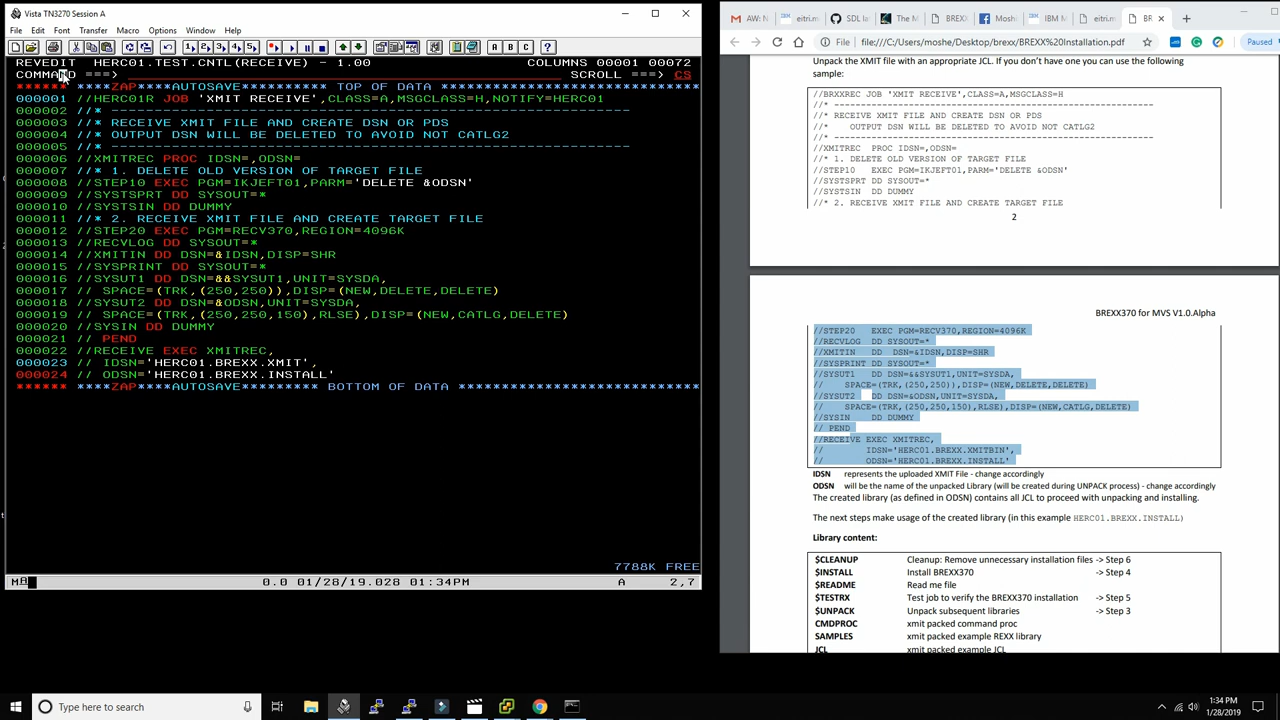 Vista TN3270 Session A
File Edit Font Transfer Macro Options Window Help
REVEDIT HERC01.TEST.CNTL(RECEIVE) - 1.00 COLUMNS 00001 00072
COMMAND ===> SCROLL ===> CS
****** ****ZAP****AUTOSAVE********** TOP OF DATA *****************************
000001 //HERC01R JOB 'XMIT RECEIVE',CLASS=A,MSGCLASS=H,NOTIFY=HERC01
000002 //* ----------------------------------------------------------------
000003 //* RECEIVE XMIT FILE AND CREATE DSN OR PDS
000004 //* OUTPUT DSN WILL BE DELETED TO AVOID NOT CATLG2
000005 //* ----------------------------------------------------------------
000006 //XMITREC PROC IDSN=,ODSN=
000007 //* 1. DELETE OLD VERSION OF TARGET FILE
000008 //STEP10 EXEC PGM=IKJEFT01,PARM='DELETE &ODSN'
000009 //SYSTSPRT DD SYSOUT=*
000010 //SYSTSIN DD DUMMY
000011 //* 2. RECEIVE XMIT FILE AND CREATE TARGET FILE
000012 //STEP20 EXEC PGM=RECV370,REGION=4096K
000013 //RECVLOG DD SYSOUT=*
000014 //XMITIN DD DSN=&IDSN,DISP=SHR
000015 //SYSPRINT DD SYSOUT=*
000016 //SYSUT1 DD DSN=&&SYSUT1,UNIT=SYSDA,
000017 // SPACE=(TRK,(250,250)),DISP=(NEW,DELETE,DELETE)
000018 //SYSUT2 DD DSN=&ODSN,UNIT=SYSDA,
000019 // SPACE=(TRK,(250,250,150),RLSE),DISP=(NEW,CATLG,DELETE)
000020 //SYSIN DD DUMMY
000021 // PEND
000022 //RECEIVE EXEC XMITREC,
000023 // IDSN='HERC01.BREXX.XMIT',
000024 // ODSN='HERC01.BREXX.INSTALL'
****** ****ZAP****AUTOSAVE********** BOTTOM OF DATA **************************
7788K FREE
0.0 01/28/19.028 01:34PM A 2,7
AW: N eitri.m SDL lal The M BREXX Moshi IBM M eitri.m BR
File | file:///C:/Users/moshe/Desktop/brexx/BREXX%20Installation.pdf Paused
Unpack the XMIT file with an appropriate JCL. If you don't have one you can use the following
sample:
//BRXXREC JOB 'XMIT RECEIVE',CLASS=A,MSGCLASS=H
//* ----------------------------------------------------------------
//* RECEIVE XMIT FILE AND CREATE DSN OR PDS
//* OUTPUT DSN WILL BE DELETED TO AVOID NOT CATLG2
//* ----------------------------------------------------------------
//XMITREC PROC IDSN=,ODSN=
//* 1. DELETE OLD VERSION OF TARGET FILE
//STEP10 EXEC PGM=IKJEFT01,PARM='DELETE &ODSN'
//SYSTSPRT DD SYSOUT=*
//SYSTSIN DD DUMMY
//* 2. RECEIVE XMIT FILE AND CREATE TARGET FILE
2
BREXX370 for MVS V1.0.Alpha
//STEP20 EXEC PGM=RECV370,REGION=4096K
//RECVLOG DD SYSOUT=*
//XMITIN DD DSN=&IDSN,DISP=SHR
//SYSPRINT DD SYSOUT=*
//SYSUT1 DD DSN=&&SYSUT1,UNIT=SYSDA,
// SPACE=(TRK,(250,250)),DISP=(NEW,DELETE,DELETE)
//SYSUT2 DD DSN=&ODSN,UNIT=SYSDA,
// SPACE=(TRK,(250,250,150),RLSE),DISP=(NEW,CATLG,DELETE)
//SYSIN DD DUMMY
// PEND
//RECEIVE EXEC XMITREC,
// IDSN='HERC01.BREXX.XMITBIN',
// ODSN='HERC01.BREXX.INSTALL'
IDSN represents the uploaded XMIT File - change accordingly
ODSN will be the name of the unpacked Library (will be created during UNPACK process) - change accordingly
The created library (as defined in ODSN) contains all JCL to proceed with unpacking and installing.
The next steps make usage of the created library (in this example HERC01.BREXX.INSTALL)
Library content:
$CLEANUP Cleanup: Remove unnecessary installation files -> Step 6
$INSTALL Install BREXX370 -> Step 4
$README Read me file
$TESTRX Test job to verify the BREXX370 installation -> Step 5
$UNPACK Unpack subsequent libraries -> Step 3
CMDPROC xmit packed command proc
SAMPLES xmit packed example REXX library
JCL xmit packed example JCL
Type here to search
1:34 PM
1/28/2019